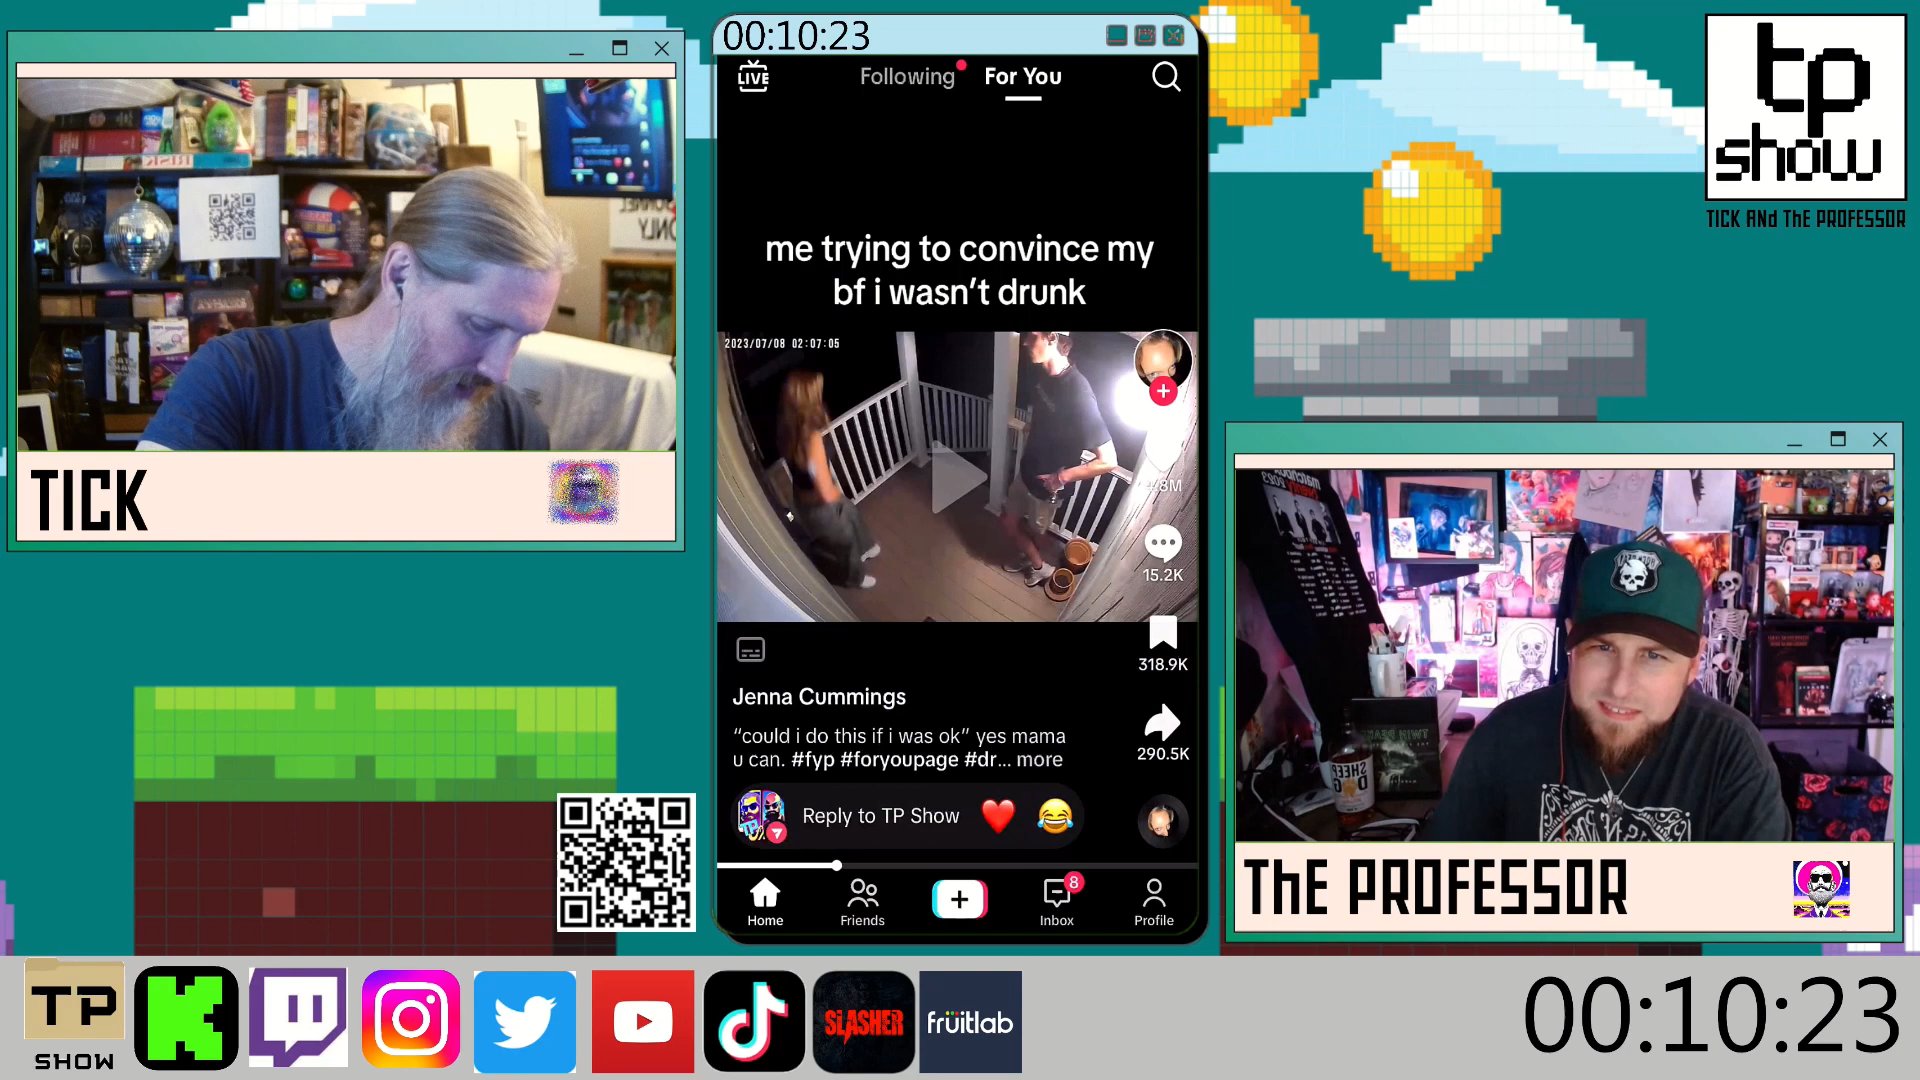 00:10:23
LIVE
Following
For You
tp
show
TICK AND THE PROFESSOR
RISK
me trying to convince my
bf i wasn't drunk
2023/07/08 02:07:05
TICK
15.2K
318.9K
Jenna Cummings
"could i do this if i was ok" yes mama
u can. #fyp #foryoupage #dr... more
290.5K
Reply to TP Show
Home
Friends
8
Inbox
Profile
THE PROFESSOR
TP
SHOW
SLASHER
fruitlab
00:10:23